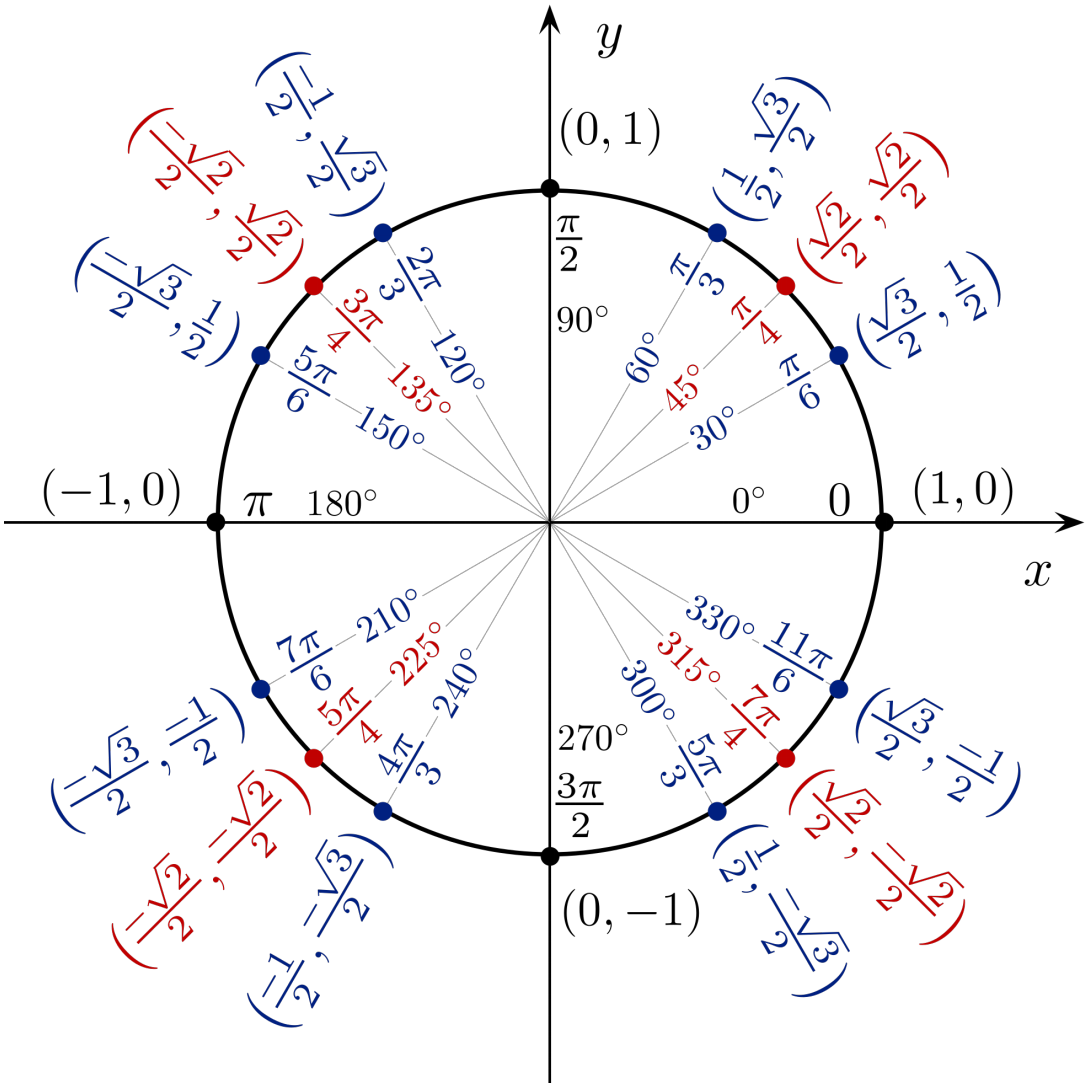 y
(0, 1)
(1/2, √3/2)
(√2/2, √2/2)
(√3/2, 1/2)
(−1/2, √3/2)
(−√2/2, √2/2)
(−√3/2, 1/2)
π/2
90°
π/3
60°
π/4
45°
π/6
30°
2π/3
120°
3π/4
135°
5π/6
150°
(−1, 0)
π 180°
0° 0
(1, 0)
x
7π/6
210°
5π/4
225°
4π/3
240°
270°
3π/2
300°
5π/3
315°
7π/4
330°
11π/6
(−√3/2, −1/2)
(−√2/2, −√2/2)
(−1/2, −√3/2)
(0, −1)
(1/2, −√3/2)
(√2/2, −√2/2)
(√3/2, −1/2)